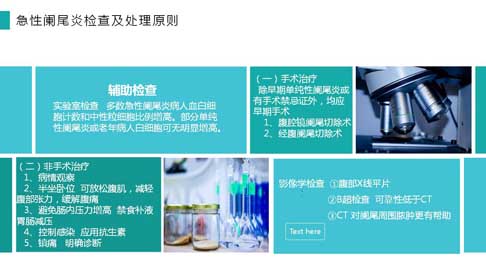 急性阑尾炎检查及处理原则
辅助检查
实验室检查 多数急性阑尾炎病人血白细
胞计数和中性粒细胞比例增高。部分单纯
性阑尾炎或老年病人白细胞可无明显增高。
（一）手术治疗
除早期单纯性阑尾炎或
有手术禁忌证外，均应
早期手术
1、腹腔镜阑尾切除术
2、经腹阑尾切除术
（二）非手术治疗
1、病情观察
2、半坐卧位 可放松腹肌，减轻
腹部张力，缓解腹痛
3、避免肠内压力增高 禁食补液
胃肠减压
4、控制感染 应用抗生素
5、镇痛 明确诊断
影像学检查 ①腹部X线平片
②B超检查 可靠性低于CT
③CT 对阑尾周围脓肿更有帮助
Text here